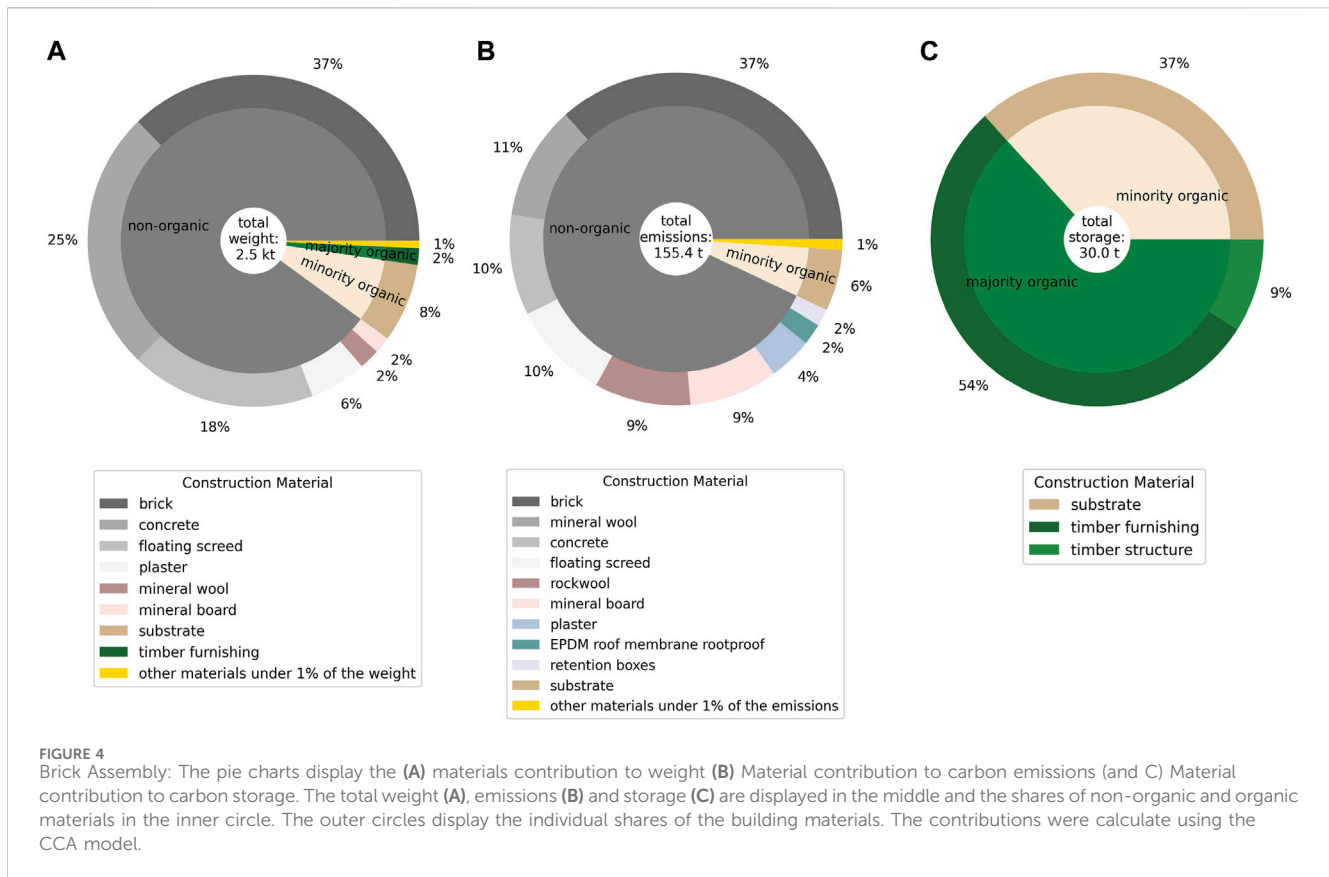 A
37%
25%
18%
6%
2%
2%
8%
2%
1%
non-organic
total
weight:
2.5 kt
majority organic
minority organic
Construction Material
brick
concrete
floating screed
plaster
mineral wool
mineral board
substrate
timber furnishing
other materials under 1% of the weight
B
37%
11%
10%
10%
9%
9%
4%
2%
2%
6%
1%
non-organic
total
emissions:
155.4 t
minority organic
Construction Material
brick
mineral wool
concrete
floating screed
rockwool
mineral board
plaster
EPDM roof membrane rootproof
retention boxes
substrate
other materials under 1% of the emissions
C
37%
54%
9%
minority organic
total
storage:
30.0 t
majority organic
Construction Material
substrate
timber furnishing
timber structure
FIGURE 4
Brick Assembly: The pie charts display the (A) materials contribution to weight (B) Material contribution to carbon emissions (and C) Material
contribution to carbon storage. The total weight (A), emissions (B) and storage (C) are displayed in the middle and the shares of non-organic and organic
materials in the inner circle. The outer circles display the individual shares of the building materials. The contributions were calculate using the
CCA model.